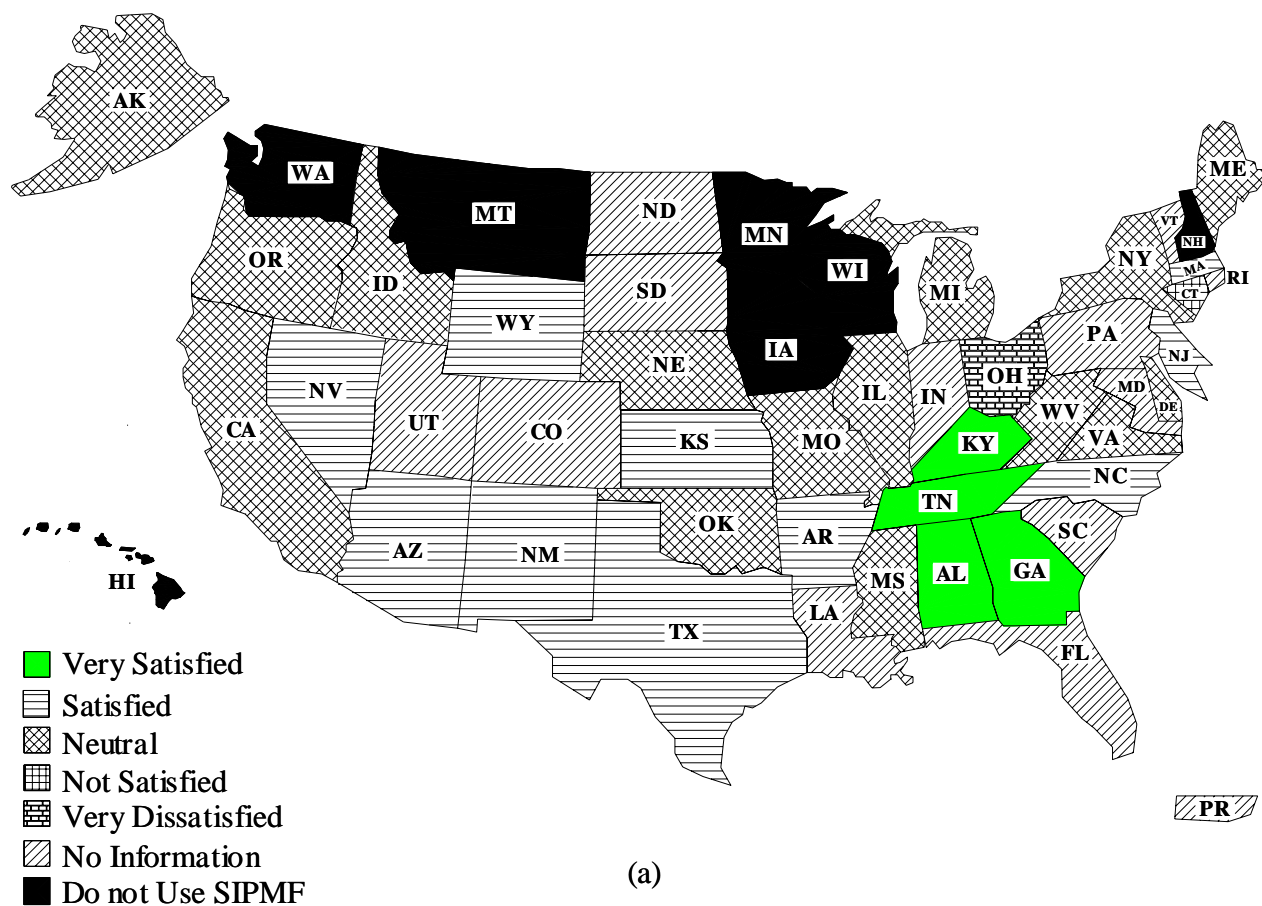 AK
WA
MT
ND
MN
ME
VT
NH
OR
ID
SD
WI
MI
NY
MA
RI
CT
WY
IA
PA
NJ
NV
NE
IL
IN
OH
MD
DE
CA
UT
CO
KS
MO
KY
WV
VA
NC
TN
AZ
NM
OK
AR
SC
HI
MS
AL
GA
LA
TX
FL
PR
Very Satisfied
Satisfied
Neutral
Not Satisfied
Very Dissatisfied
No Information
Do not Use SIPMF
(a)